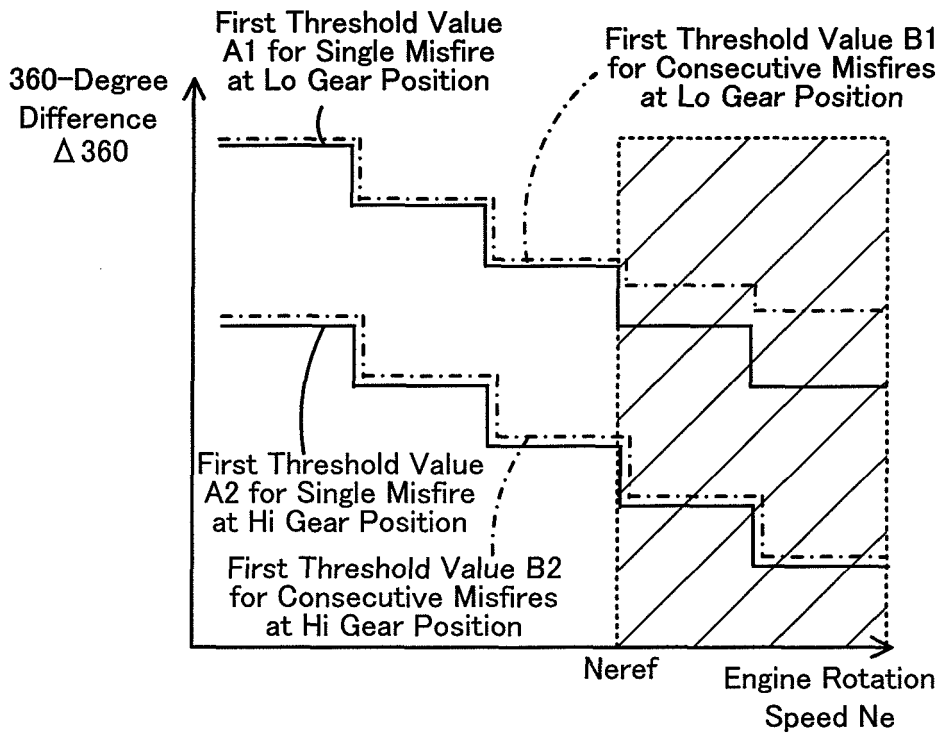 First Threshold Value
A1 for Single Misfire
at Lo Gear Position
First Threshold Value B1
for Consecutive Misfires
at Lo Gear Position
360-Degree
Difference
Δ360
First Threshold Value
A2 for Single Misfire
at Hi Gear Position
First Threshold Value B2
for Consecutive Misfires
at Hi Gear Position
Neref
Engine Rotation
Speed Ne